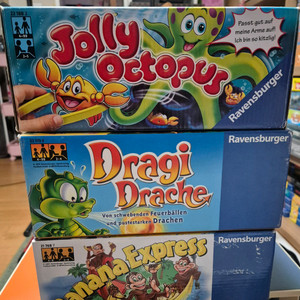 Jolly
Octopus
Passt gut auf
meine Arme auf!
Ich bin so kitzlig!
Ravensburger
Dragi
Drache
Von schwebenden Feuerbällen
und pustestarken Drachen
Ravensburger
Banana Express
Ravensburger